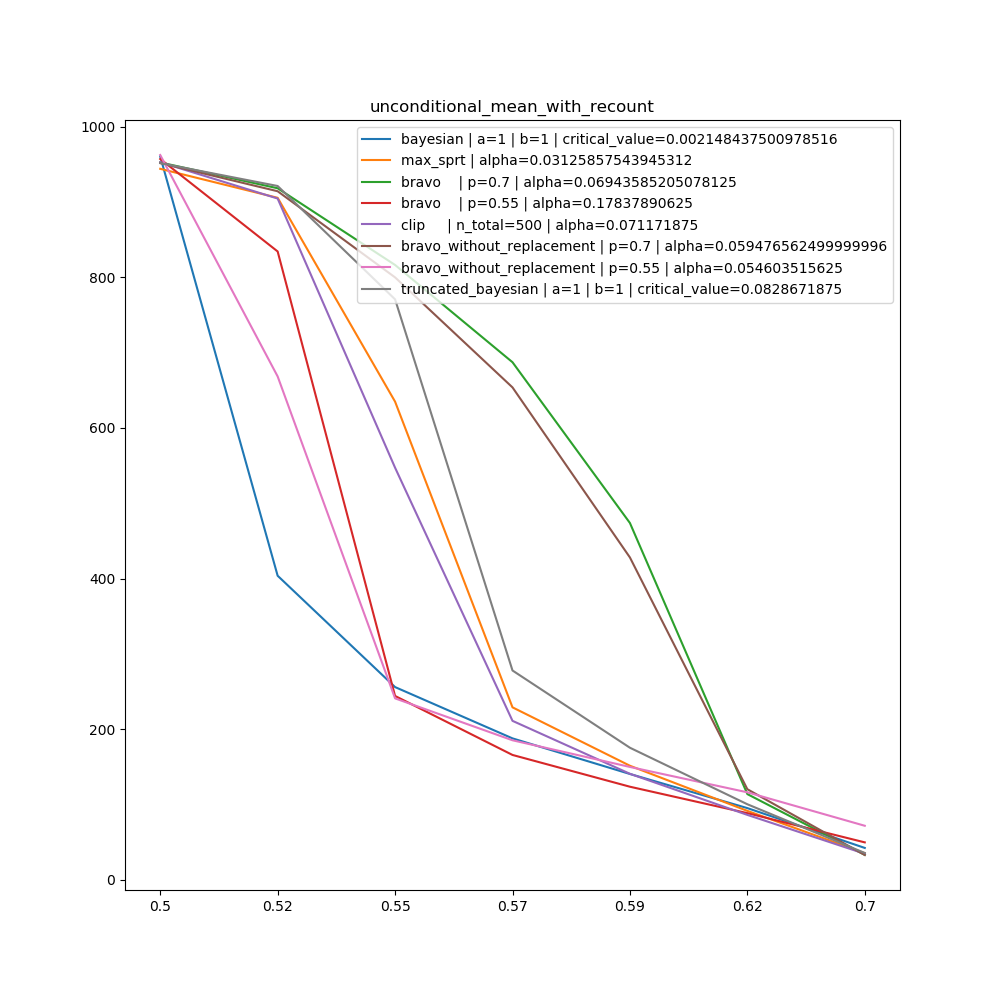 unconditional_mean_with_recount
1000
800
600
400
200
0
bayesian | a=1 | b=1 | critical_value=0.002148437500978516
max_sprt | alpha=0.03125857543945312
bravo    | p=0.7 | alpha=0.06943585205078125
bravo    | p=0.55 | alpha=0.17837890625
clip     | n_total=500 | alpha=0.071171875
bravo_without_replacement | p=0.7 | alpha=0.059476562499999996
bravo_without_replacement | p=0.55 | alpha=0.054603515625
truncated_bayesian | a=1 | b=1 | critical_value=0.0828671875
0.5 0.52 0.55 0.57 0.59 0.62 0.7